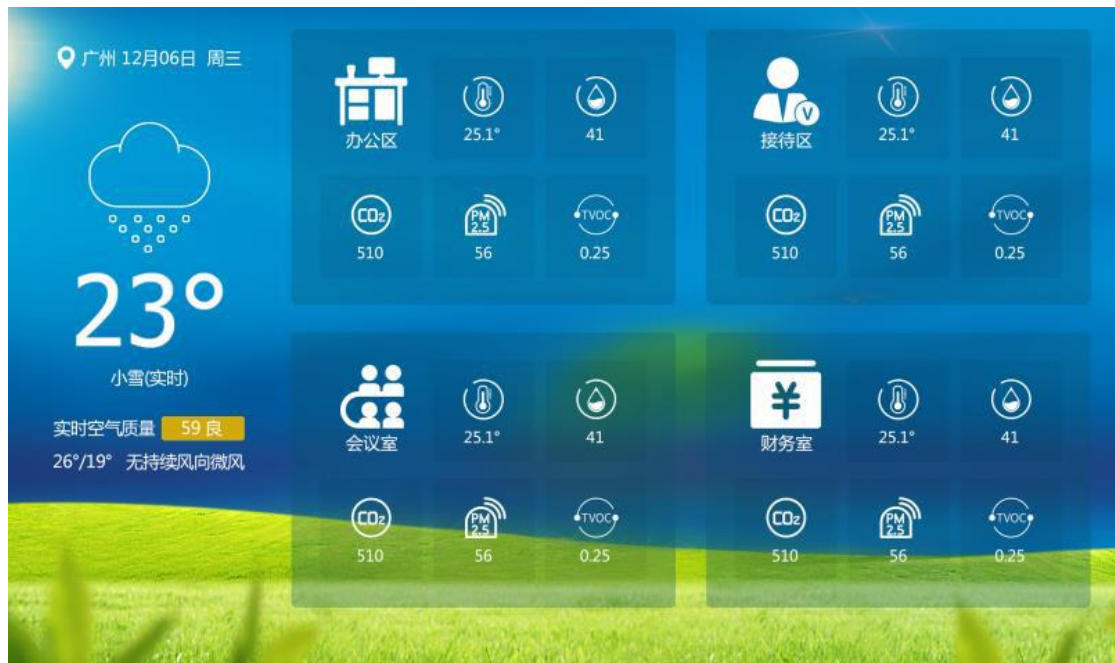 广州 12月06日 周三
23°
小雪(实时)
实时空气质量 59 良
26°/19° 无持续风向微风
办公区 25.1° 41
CO₂ PM2.5 TVOC
510 56 0.25
V
接待区 25.1° 41
CO₂ PM2.5 TVOC
510 56 0.25
会议室 25.1° 41
CO₂ PM2.5 TVOC
510 56 0.25
¥
财务室 25.1° 41
CO₂ PM2.5 TVOC
510 56 0.25